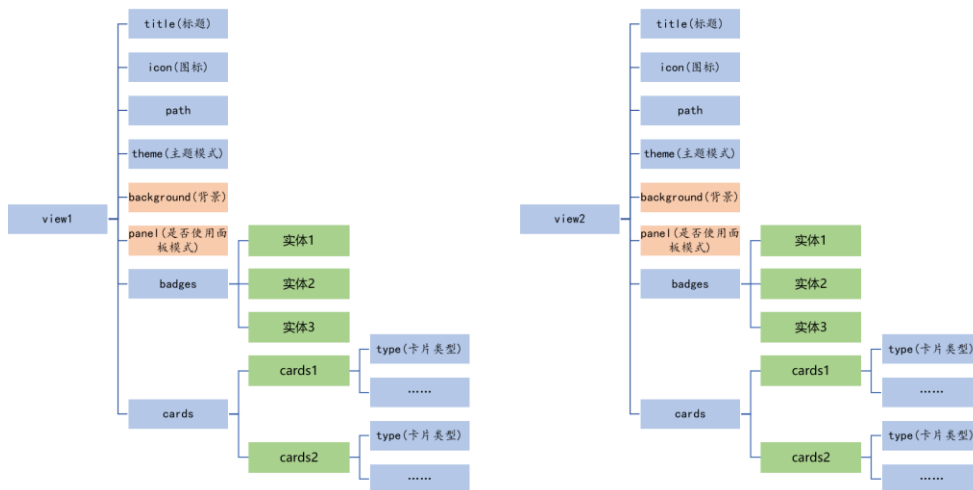 title(标题)
icon(图标)
path
theme(主题模式)
background(背景)
view1
panel(是否使用面
板模式)
实体1
badges
实体2
实体3
cards1
type(卡片类型)
……
cards
cards2
type(卡片类型)
……
title(标题)
icon(图标)
path
theme(主题模式)
background(背景)
view2
panel(是否使用面
板模式)
实体1
badges
实体2
实体3
cards1
type(卡片类型)
……
cards
cards2
type(卡片类型)
……